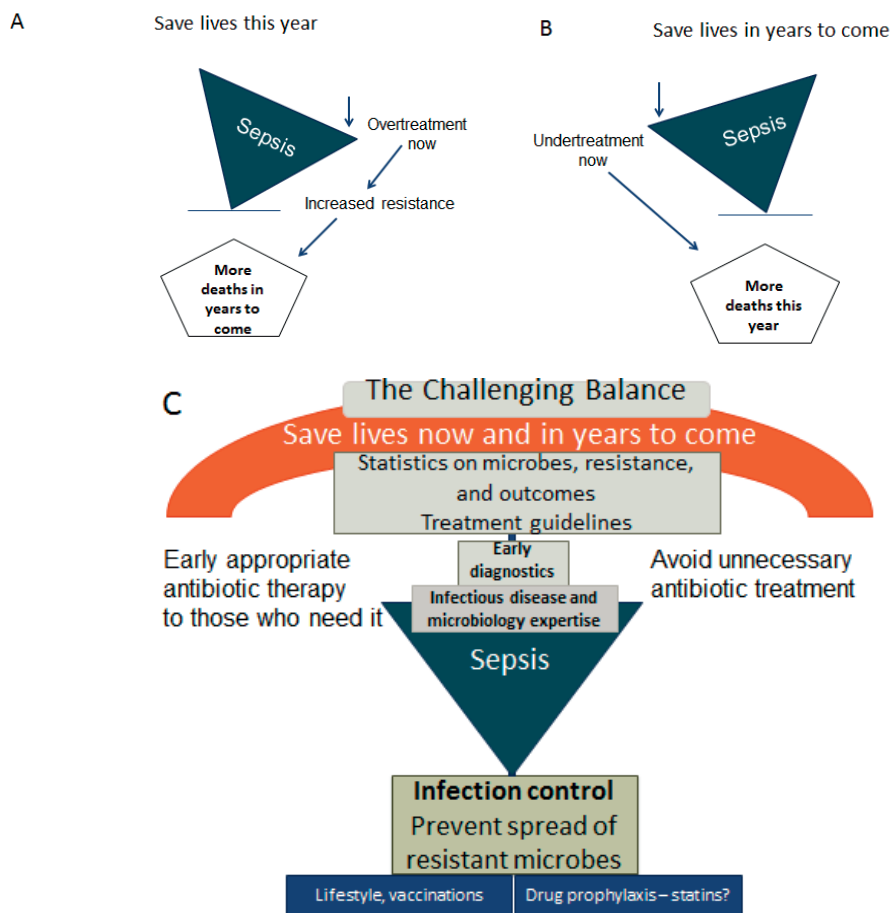 A
Save lives this year
Sepsis
Overtreatment
now
Increased resistance
More
deaths in
years to
come
B
Save lives in years to come
Undertreatment
now
Sepsis
More
deaths this
year
C
The Challenging Balance
Save lives now and in years to come
Statistics on microbes, resistance,
and outcomes
Treatment guidelines
Early appropriate
antibiotic therapy
to those who need it
Early
diagnostics
Infectious disease and
microbiology expertise
Avoid unnecessary
antibiotic treatment
Sepsis
Infection control
Prevent spread of
resistant microbes
Lifestyle, vaccinations
Drug prophylaxis – statins?